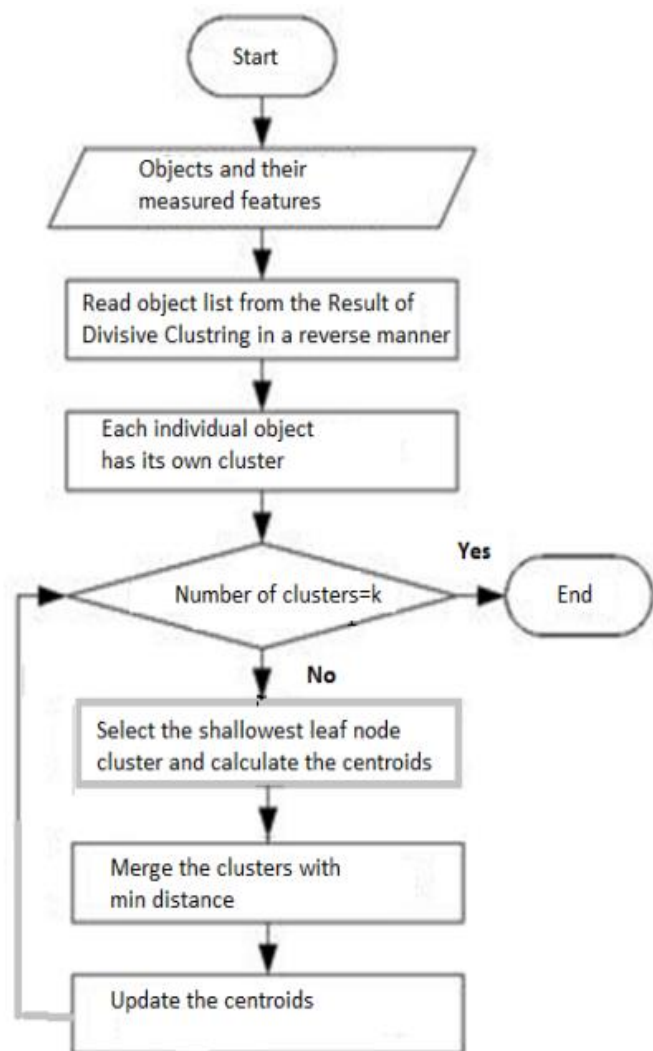 Start
Objects and their
measured features
Read object list from the Result of
Divisive Clustring in a reverse manner
Each individual object
has its own cluster
Yes
Number of clusters=k
End
No
Select the shallowest leaf node
cluster and calculate the centroids
Merge the clusters with
min distance
Update the centroids